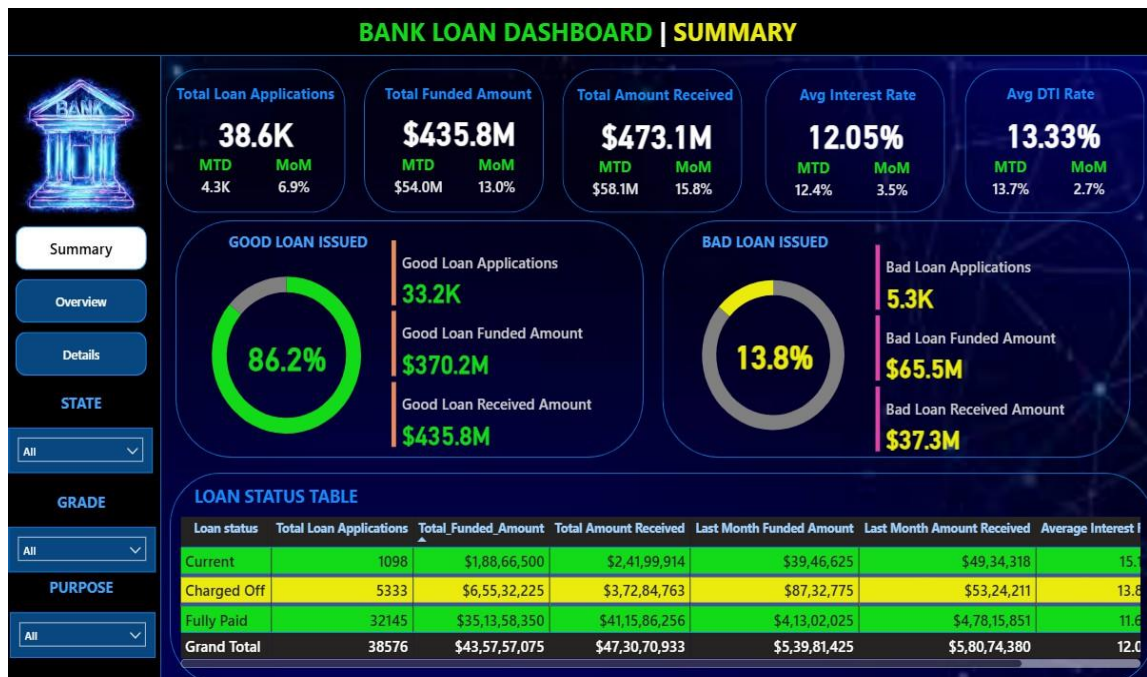 BANK LOAN DASHBOARD | SUMMARY
BANK
Summary
Overview
Details
STATE
All
GRADE
All
PURPOSE
All
Total Loan Applications
38.6K
MTD MoM
4.3K 6.9%
Total Funded Amount
$435.8M
MTD MoM
$54.0M 13.0%
Total Amount Received
$473.1M
MTD MoM
$58.1M 15.8%
Avg Interest Rate
12.05%
MTD MoM
12.4% 3.5%
Avg DTI Rate
13.33%
MTD MoM
13.7% 2.7%
GOOD LOAN ISSUED
86.2%
Good Loan Applications
33.2K
Good Loan Funded Amount
$370.2M
Good Loan Received Amount
$435.8M
BAD LOAN ISSUED
13.8%
Bad Loan Applications
5.3K
Bad Loan Funded Amount
$65.5M
Bad Loan Received Amount
$37.3M
LOAN STATUS TABLE
Loan status Total Loan Applications Total_Funded_Amount Total Amount Received Last Month Funded Amount Last Month Amount Received Average Interest
Current 1098 $1,88,66,500 $2,41,99,914 $39,46,625 $49,34,318 15.1
Charged Off 5333 $6,55,32,225 $3,72,84,763 $87,32,775 $53,24,211 13.8
Fully Paid 32145 $35,13,58,350 $41,15,86,256 $4,13,02,025 $4,78,15,851 11.6
Grand Total 38576 $43,57,57,075 $47,30,70,933 $5,39,81,425 $5,80,74,380 12.0